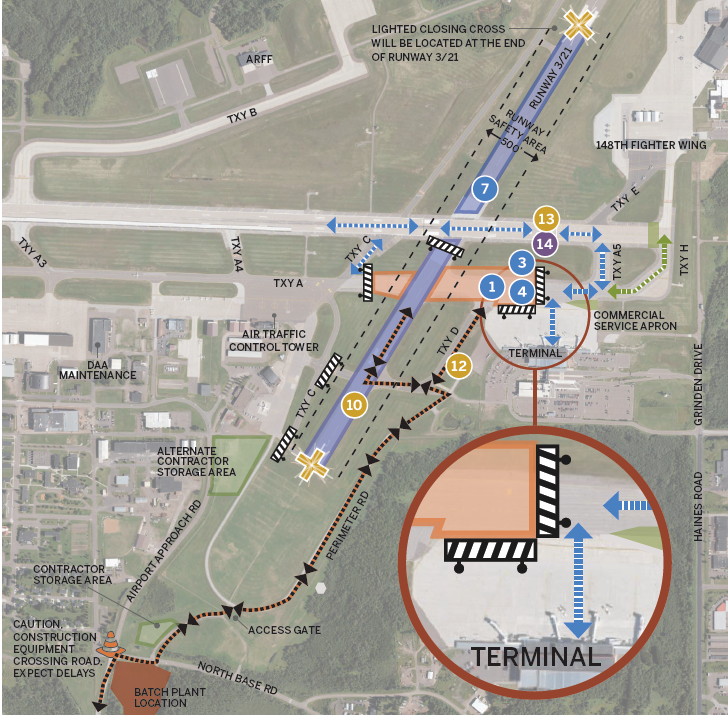 LIGHTED CLOSING CROSS
WILL BE LOCATED AT THE END
OF RUNWAY 3/21
RUNWAY 3/21
ARFF
TXY B
RUNWAY
SAFETY AREA
500'
148TH FIGHTER WING
7
TXY E
13
14
TXY A3
TXY A4
TXY C
TXY A5
TXY H
3
TXY A
1
4
COMMERCIAL
SERVICE APRON
AIR TRAFFIC
CONTROL TOWER
TXY D
TERMINAL
DAA
MAINTENANCE
12
TXY C
10
GRINDEN DRIVE
ALTERNATE
CONTRACTOR
STORAGE AREA
HAINES ROAD
AIRPORT APPROACH RD
PERIMETER RD
CONTRACTOR
STORAGE AREA
CAUTION,
CONSTRUCTION
EQUIPMENT
CROSSING ROAD,
EXPECT DELAYS
ACCESS GATE
NORTH BASE RD
BATCH PLANT
LOCATION
TERMINAL